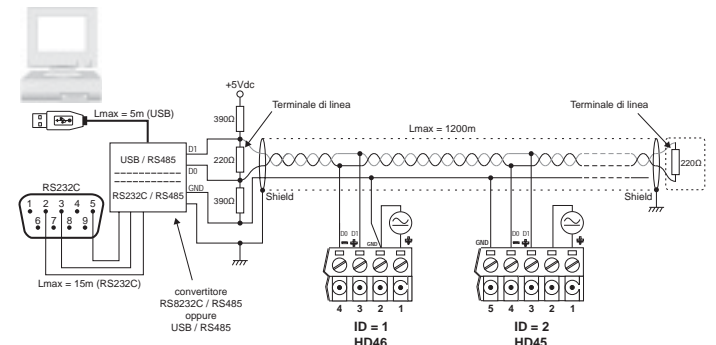 +5Vdc
Lmax = 5m (USB)
390Ω
Terminale di linea
Terminale di linea
Lmax = 1200m
D1
USB / RS485
220Ω
220Ω
D0
RS232C
GND
RS232C / RS485
390Ω
1 2 3 4 5
6 7 8 9
Shield
Shield
Lmax = 15m (RS232C)
D0 D1
GND
GND
D0 D1
convertitore
RS8232C / RS485
oppure
USB / RS485
4 3 2 1
5 4 3 2 1
ID = 1
ID = 2
HD46
HD45